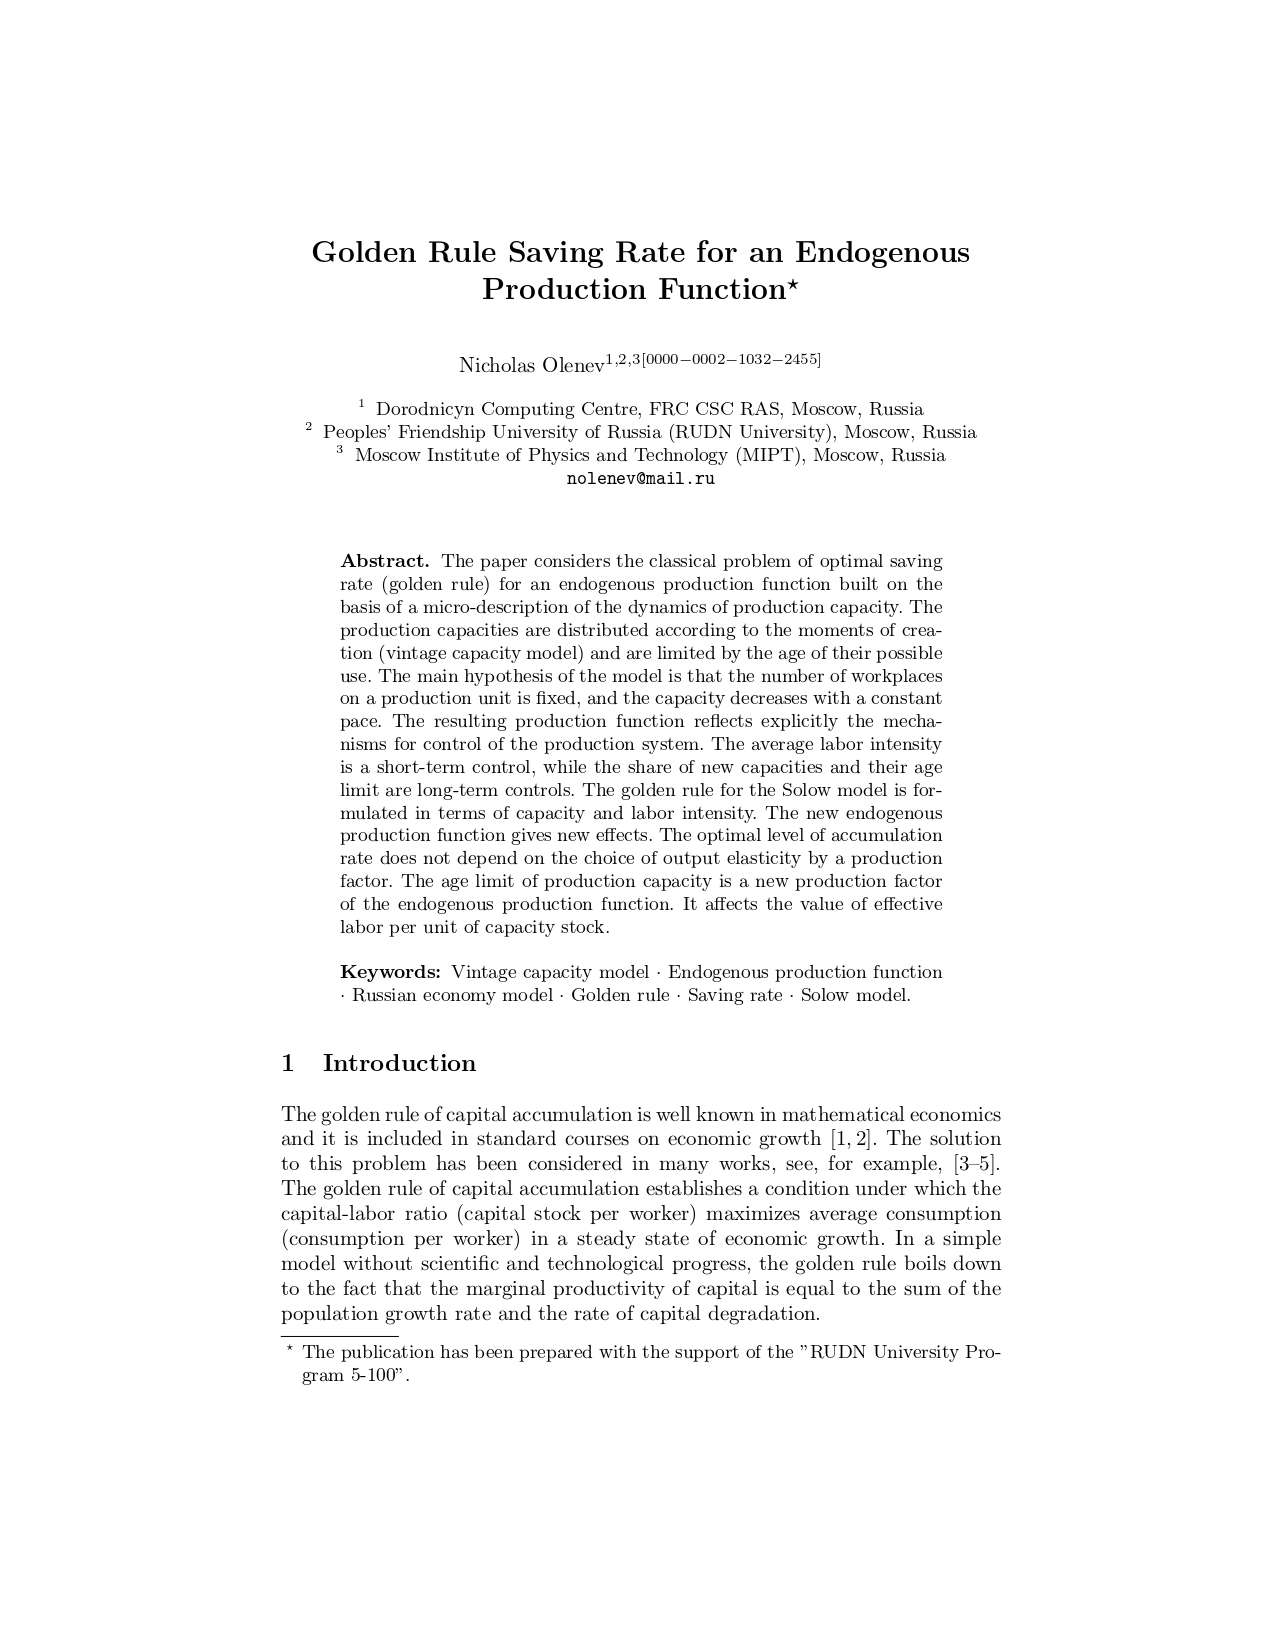 Golden Rule Saving Rate for an Endogenous
Production Function⋆
Nicholas Olenev1,2,3[0000−0002−1032−2455]
1 Dorodnicyn Computing Centre, FRC CSC RAS, Moscow, Russia
2 Peoples' Friendship University of Russia (RUDN University), Moscow, Russia
3 Moscow Institute of Physics and Technology (MIPT), Moscow, Russia
nolenev@mail.ru
Abstract. The paper considers the classical problem of optimal saving
rate (golden rule) for an endogenous production function built on the
basis of a micro-description of the dynamics of production capacity. The
production capacities are distributed according to the moments of crea-
tion (vintage capacity model) and are limited by the age of their possible
use. The main hypothesis of the model is that the number of workplaces
on a production unit is fixed, and the capacity decreases with a constant
pace. The resulting production function reflects explicitly the mecha-
nisms for control of the production system. The average labor intensity
is a short-term control, while the share of new capacities and their age
limit are long-term controls. The golden rule for the Solow model is for-
mulated in terms of capacity and labor intensity. The new endogenous
production function gives new effects. The optimal level of accumulation
rate does not depend on the choice of output elasticity by a production
factor. The age limit of production capacity is a new production factor
of the endogenous production function. It affects the value of effective
labor per unit of capacity stock.
Keywords: Vintage capacity model · Endogenous production function
· Russian economy model · Golden rule · Saving rate · Solow model.
1 Introduction
The golden rule of capital accumulation is well known in mathematical economics
and it is included in standard courses on economic growth [1, 2]. The solution
to this problem has been considered in many works, see, for example, [3–5].
The golden rule of capital accumulation establishes a condition under which the
capital-labor ratio (capital stock per worker) maximizes average consumption
(consumption per worker) in a steady state of economic growth. In a simple
model without scientific and technological progress, the golden rule boils down
to the fact that the marginal productivity of capital is equal to the sum of the
population growth rate and the rate of capital degradation.
⋆ The publication has been prepared with the support of the ”RUDN University Pro-
gram 5-100”.